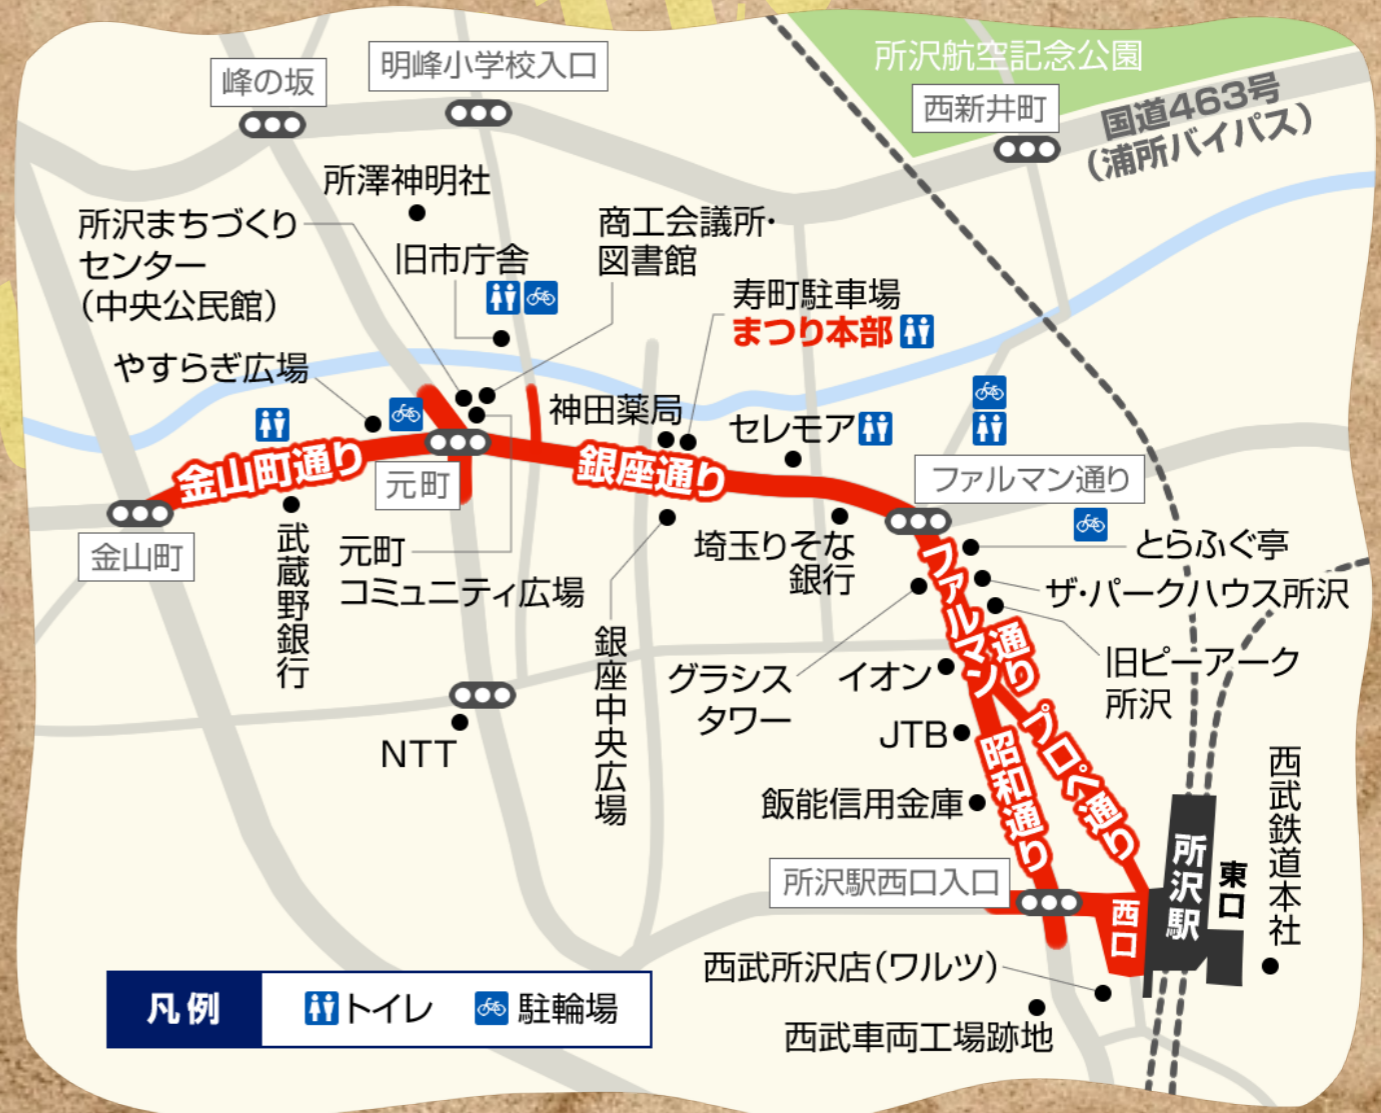 所沢航空記念公園
明峰小学校入口
峰の坂
西新井町
国道463号
（浦所バイパス）
所澤神明社
所沢まちづくり
センター
（中央公民館）
旧市庁舎
商工会議所・
図書館
寿町駐車場
まつり本部
やすらぎ広場
神田薬局
セレモア
金山町通り
銀座通り
元町
ファルマン通り
金山町
武蔵野銀行
元町
コミュニティ広場
埼玉りそな
銀行
とらふぐ亭
ザ・パークハウス所沢
ファルマン通り
銀座中央広場
グラシス
タワー
イオン
旧ピーアーク
所沢
NTT
JTB
昭和通り
プロペ通り
飯能信用金庫
西武鉄道本社
所沢駅
東口
所沢駅西口入口
西口
西武所沢店（ワルツ）
西武車両工場跡地
凡例
トイレ
駐輪場